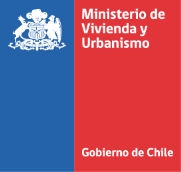 Ministerio de
Vivienda y
Urbanismo
Gobierno de Chile